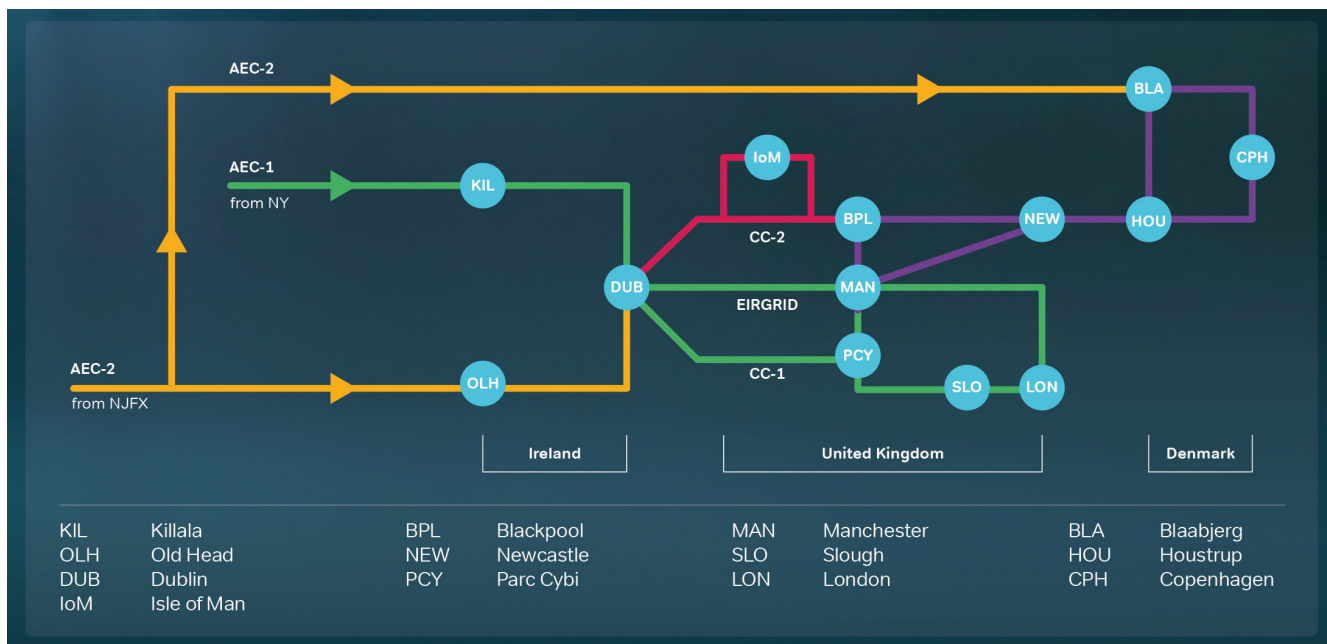 AEC-2
BLA
IoM
CPH
AEC-1
KIL
from NY
BPL
NEW
HOU
CC-2
DUB
MAN
EIRGRID
PCY
CC-1
AEC-2
OLH
SLO
LON
from NJFX
Ireland
United Kingdom
Denmark
KIL Killala
OLH Old Head
DUB Dublin
IoM Isle of Man
BPL Blackpool
NEW Newcastle
PCY Parc Cybi
MAN Manchester
SLO Slough
LON London
BLA Blaabjerg
HOU Houstrup
CPH Copenhagen